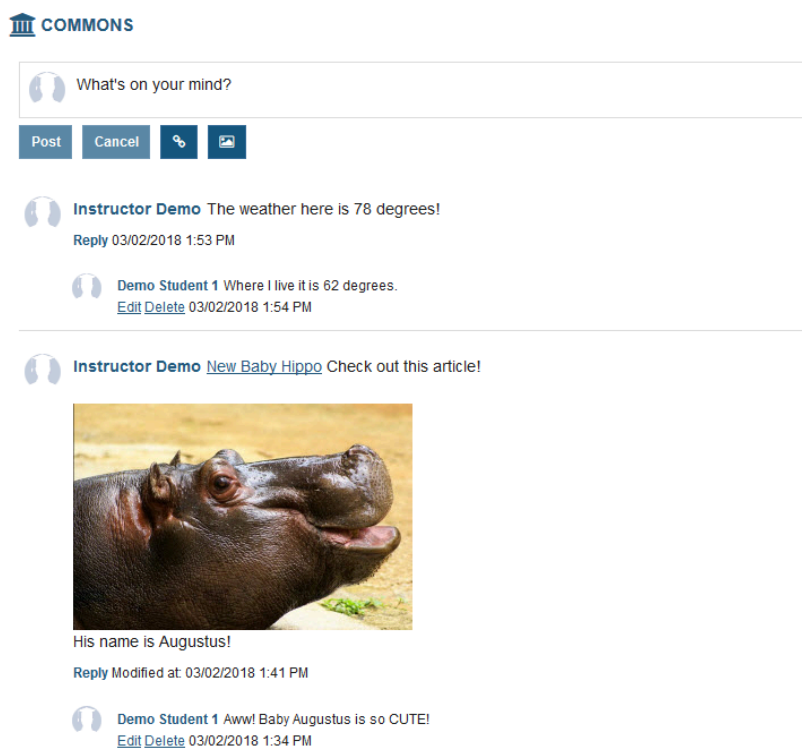 COMMONS
What's on your mind?
Post Cancel
Instructor Demo The weather here is 78 degrees!
Reply 03/02/2018 1:53 PM
Demo Student 1 Where I live it is 62 degrees.
Edit Delete 03/02/2018 1:54 PM
Instructor Demo New Baby Hippo Check out this article!
His name is Augustus!
Reply Modified at: 03/02/2018 1:41 PM
Demo Student 1 Aww! Baby Augustus is so CUTE!
Edit Delete 03/02/2018 1:34 PM